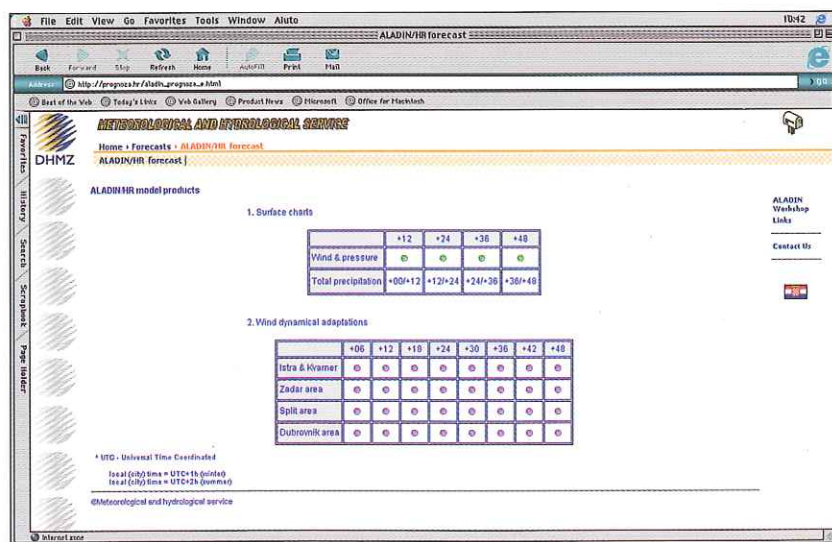 File Edit View Go Favorites Tools Window Aiuto 10:42
ALADIN/HR forecast
Back Forward Stop Refresh Home AutoFill Print Mail
Address http://prognoza.hr/aladin_prognoza_e.html
Best of the Web Today's Links Web Gallery Product News Microsoft Office for Macintosh
METEOROLOGICAL AND HYDROLOGICAL SERVICE
Home › Forecasts › ALADIN/HR forecast
DHMZ
ALADIN/HR forecast |
Favorites
History
Search
Scrapbook
Page Holder
ALADIN/HR model products
ALADIN
Workshop
Links
Contact Us
1. Surface charts
+12 +24 +36 +48
Wind & pressure
Total precipitation +00/+12 +12/+24 +24/+36 +36/+48
2. Wind dynamical adaptations
+06 +12 +18 +24 +30 +36 +42 +48
Istra & Kvarner
Zadar area
Split area
Dubrovnik area
* UTC - Universal Time Coordinated
local (city) time = UTC+1h (winter)
local (city) time = UTC+2h (summer)
©Meteorological and hydrological service
Internet zone